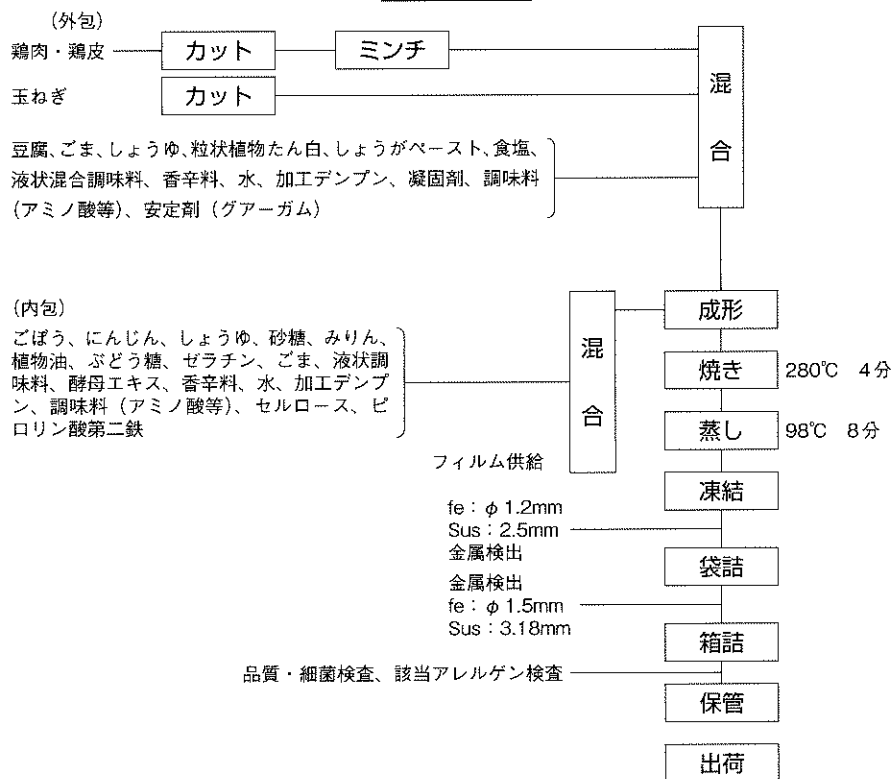 (外包)
鶏肉・鶏皮
カット
ミンチ
玉ねぎ
カット
混合
豆腐、ごま、しょうゆ、粒状植物たん白、しょうがペースト、食塩、
液状混合調味料、香辛料、水、加工デンプン、凝固剤、調味料
(アミノ酸等)、安定剤(グアーガム)
(内包)
ごぼう、にんじん、しょうゆ、砂糖、みりん、
植物油、ぶどう糖、ゼラチン、ごま、液状調
味料、酵母エキス、香辛料、水、加工デンプ
ン、調味料(アミノ酸等)、セルロース、ピ
ロリン酸第二鉄
混合
成形
焼き 280℃ 4分
蒸し 98℃ 8分
フィルム供給
凍結
fe:φ1.2mm
Sus:2.5mm
金属検出
袋詰
金属検出
fe:φ1.5mm
Sus:3.18mm
箱詰
品質・細菌検査、該当アレルゲン検査
保管
出荷